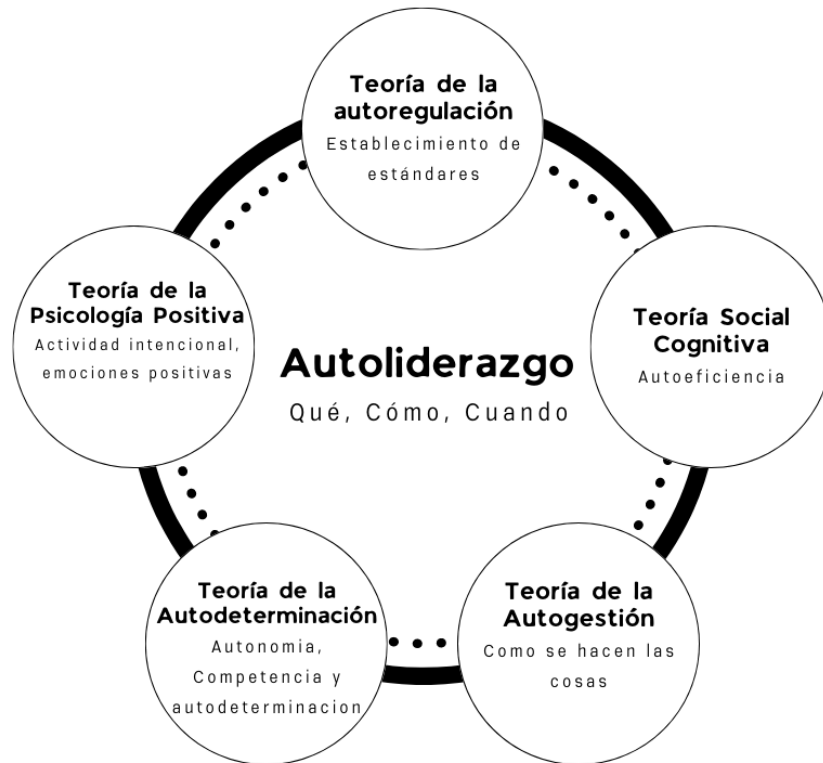 Teoría de la
autoregulación
Establecimiento de
estándares
Teoría de la
Psicología Positiva
Actividad intencional,
emociones positivas
Autoliderazgo
Qué, Cómo, Cuando
Teoría Social
Cognitiva
Autoeficiencia
Teoría de la
Autodeterminación
Autonomia,
Competencia y
autodeterminacion
Teoría de la
Autogestión
Como se hacen las
cosas